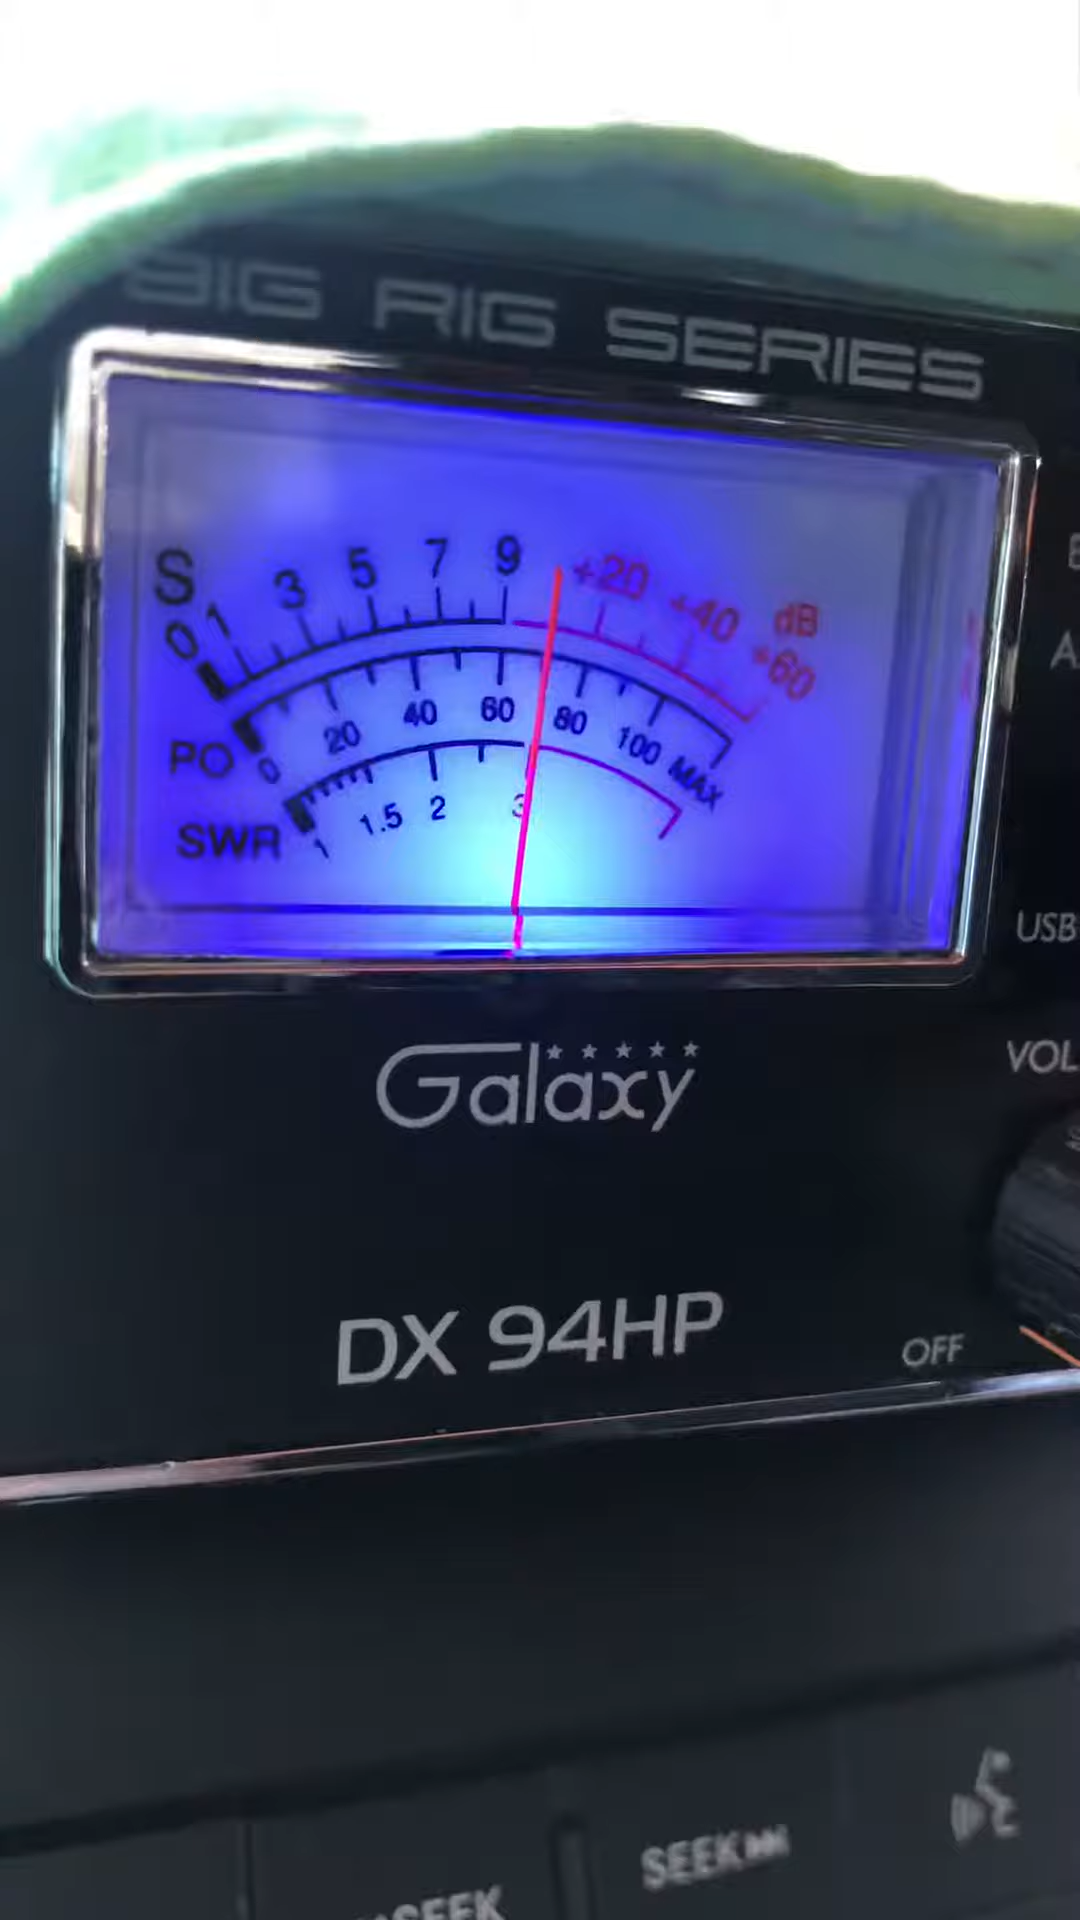 BIG RIG SERIES
S 0 1 3 5 7 9 +20 +40 +60 dB
PO 0 20 40 60 80 100 MAX
SWR 1 1.5 2 3
USB
VOL
Galaxy
DX 94HP
OFF
SEEK
SEEK